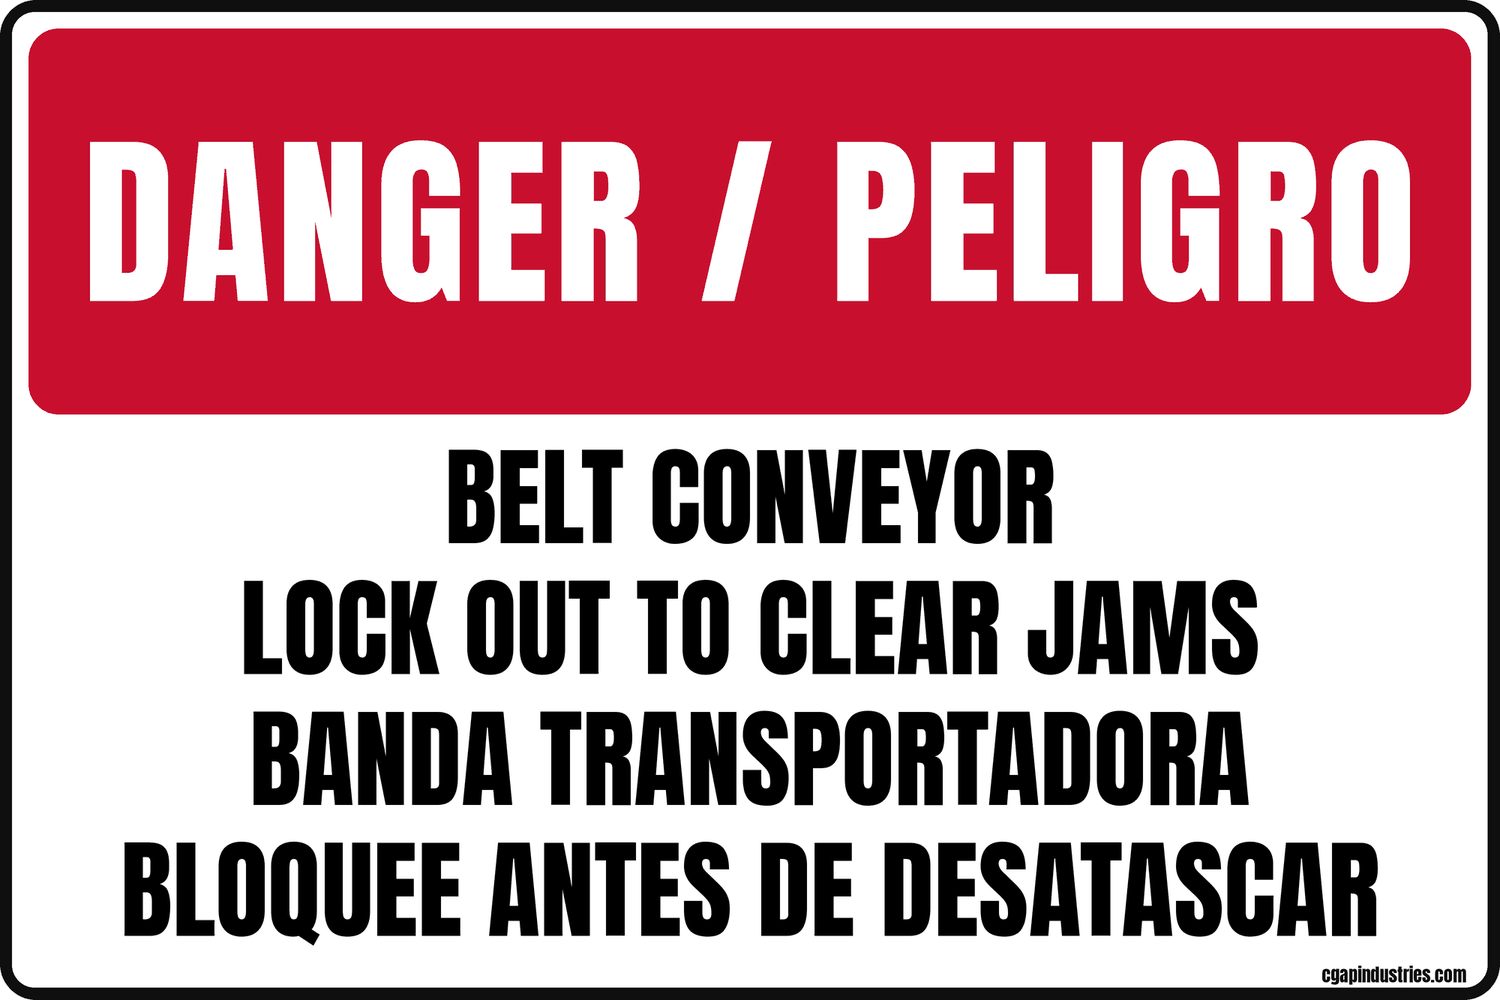 DANGER / PELIGRO
BELT CONVEYOR
LOCK OUT TO CLEAR JAMS
BANDA TRANSPORTADORA
BLOQUEE ANTES DE DESATASCAR
cgapindustries.com